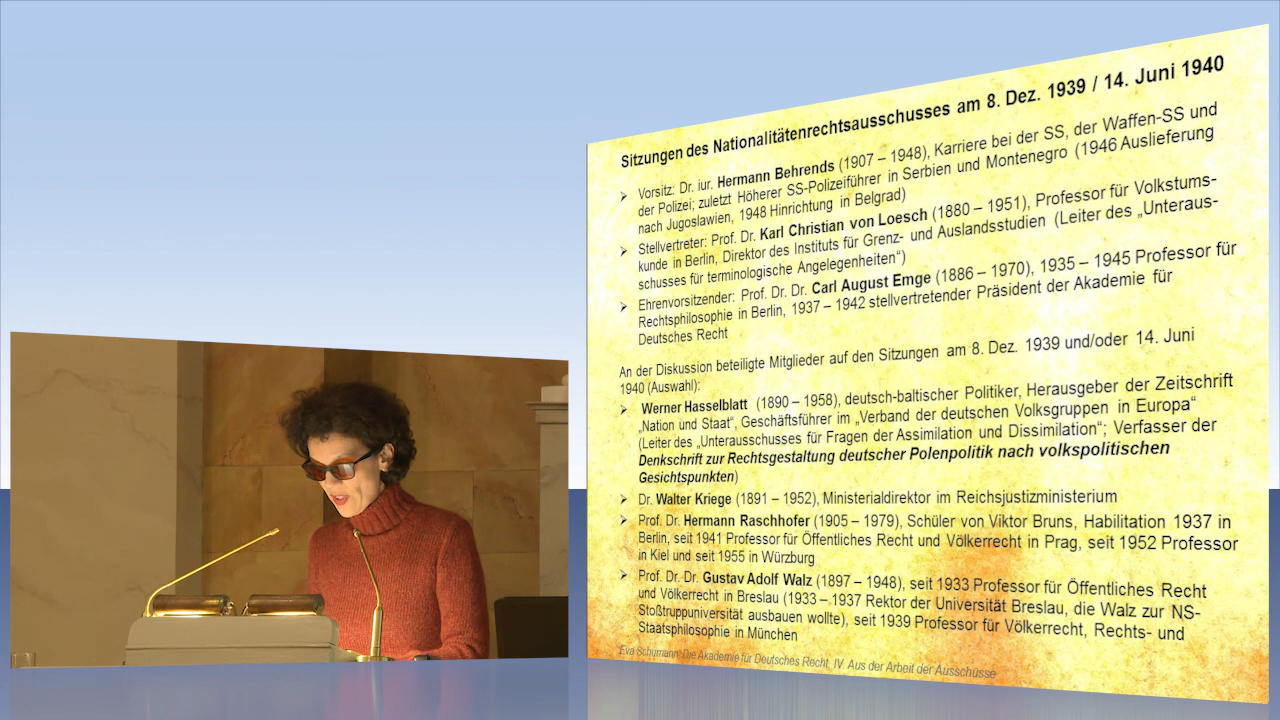 Sitzungen des Nationalitätenrechtsausschusses am 8. Dez. 1939 / 14. Juni 1940
Vorsitz: Dr. iur. Hermann Behrends (1907 – 1948), Karriere bei der SS, der Waffen-SS und
der Polizei; zuletzt Höherer SS-Polizeiführer in Serbien und Montenegro (1946 Auslieferung
nach Jugoslawien, 1948 Hinrichtung in Belgrad)
Stellvertreter: Prof. Dr. Karl Christian von Loesch (1880 – 1951), Professor für Volkstums-
kunde in Berlin, Direktor des Instituts für Grenz- und Auslandsstudien (Leiter des „Unteraus-
schusses für terminologische Angelegenheiten“)
Ehrenvorsitzender: Prof. Dr. Dr. Carl August Emge (1886 – 1970), 1935 – 1945 Professor für
Rechtsphilosophie in Berlin, 1937 – 1942 stellvertretender Präsident der Akademie für
Deutsches Recht
An der Diskussion beteiligte Mitglieder auf den Sitzungen am 8. Dez. 1939 und/oder 14. Juni
1940 (Auswahl):
Werner Hasselblatt (1890 – 1958), deutsch-baltischer Politiker, Herausgeber der Zeitschrift
„Nation und Staat“, Geschäftsführer im „Verband der deutschen Volksgruppen in Europa“
(Leiter des „Unterausschusses für Fragen der Assimilation und Dissimilation“; Verfasser der
Denkschrift zur Rechtsgestaltung deutscher Polenpolitik nach volkspolitischen
Gesichtspunkten)
Dr. Walter Kriege (1891 – 1952), Ministerialdirektor im Reichsjustizministerium
Prof. Dr. Hermann Raschhofer (1905 – 1979), Schüler von Viktor Bruns, Habilitation 1937 in
Berlin, seit 1941 Professor für Öffentliches Recht und Völkerrecht in Prag, seit 1952 Professor
in Kiel und seit 1955 in Würzburg
Prof. Dr. Dr. Gustav Adolf Walz (1897 – 1948), seit 1933 Professor für Öffentliches Recht
und Völkerrecht in Breslau (1933 – 1937 Rektor der Universität Breslau, die Walz zur NS-
Stoßtruppuniversität ausbauen wollte), seit 1939 Professor für Völkerrecht, Rechts- und
Staatsphilosophie in München
Eva Schumann: Die Akademie für Deutsches Recht, IV. Aus der Arbeit der Ausschüsse